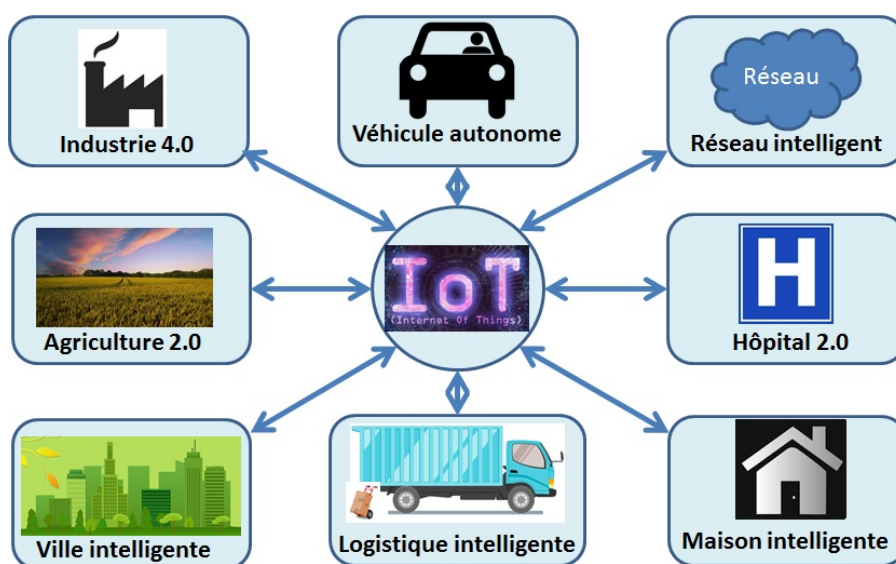 Industrie 4.0
Véhicule autonome
Réseau
Réseau intelligent
Agriculture 2.0
IoT
(Internet Of Things)
H
Hôpital 2.0
Ville intelligente
Logistique intelligente
Maison intelligente